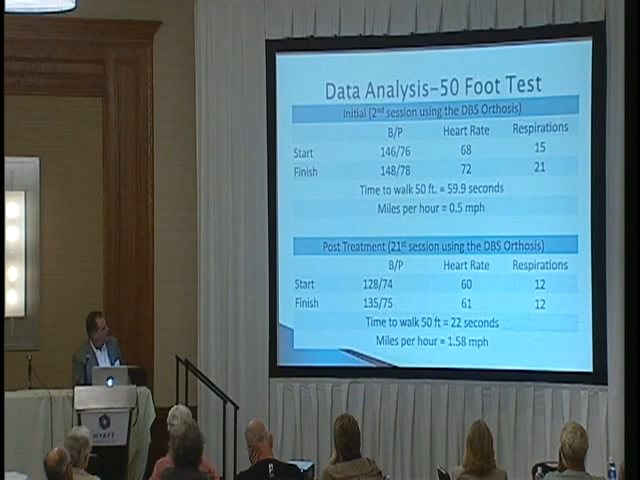 Data Analysis-50 Foot Test
Initial (2nd session using the DBS Orthosis)
B/P Heart Rate Respirations
Start 146/76 68 15
Finish 148/78 72 21
Time to walk 50 ft. = 59.9 seconds
Miles per hour = 0.5 mph
Post Treatment (21st session using the DBS Orthosis)
B/P Heart Rate Respirations
Start 128/74 60 12
Finish 135/75 61 12
Time to walk 50 ft = 22 seconds
Miles per hour = 1.58 mph
HYATT